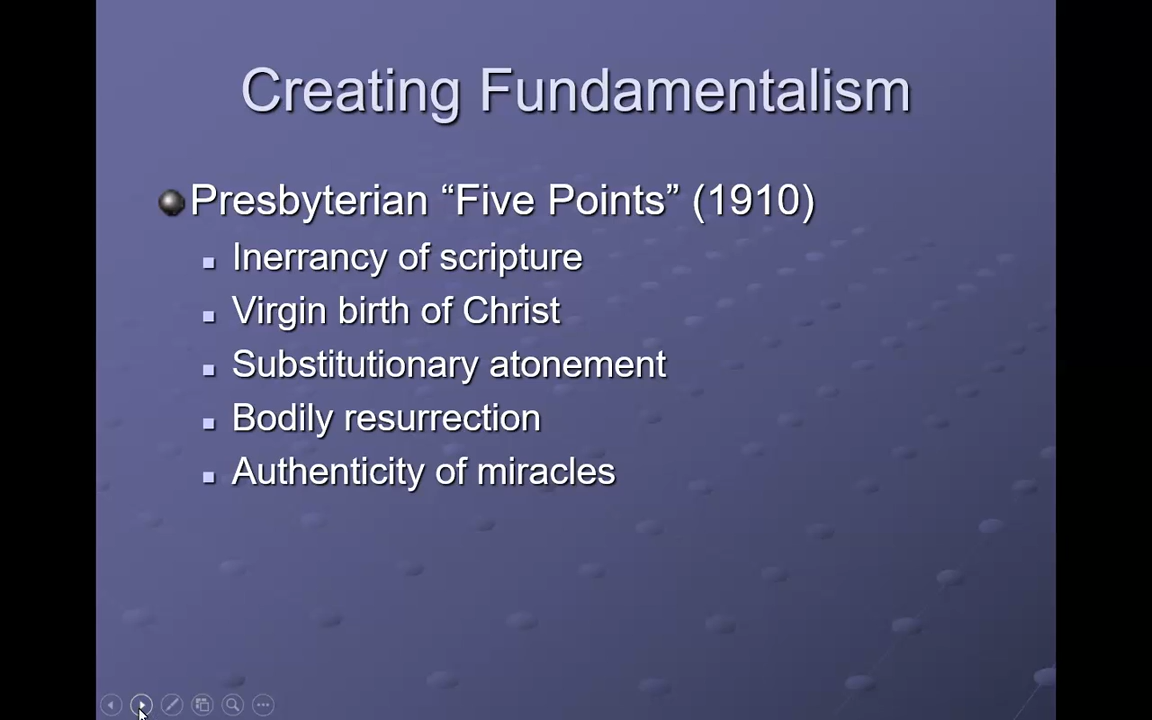 Creating Fundamentalism
Presbyterian “Five Points” (1910)
Inerrancy of scripture
Virgin birth of Christ
Substitutionary atonement
Bodily resurrection
Authenticity of miracles